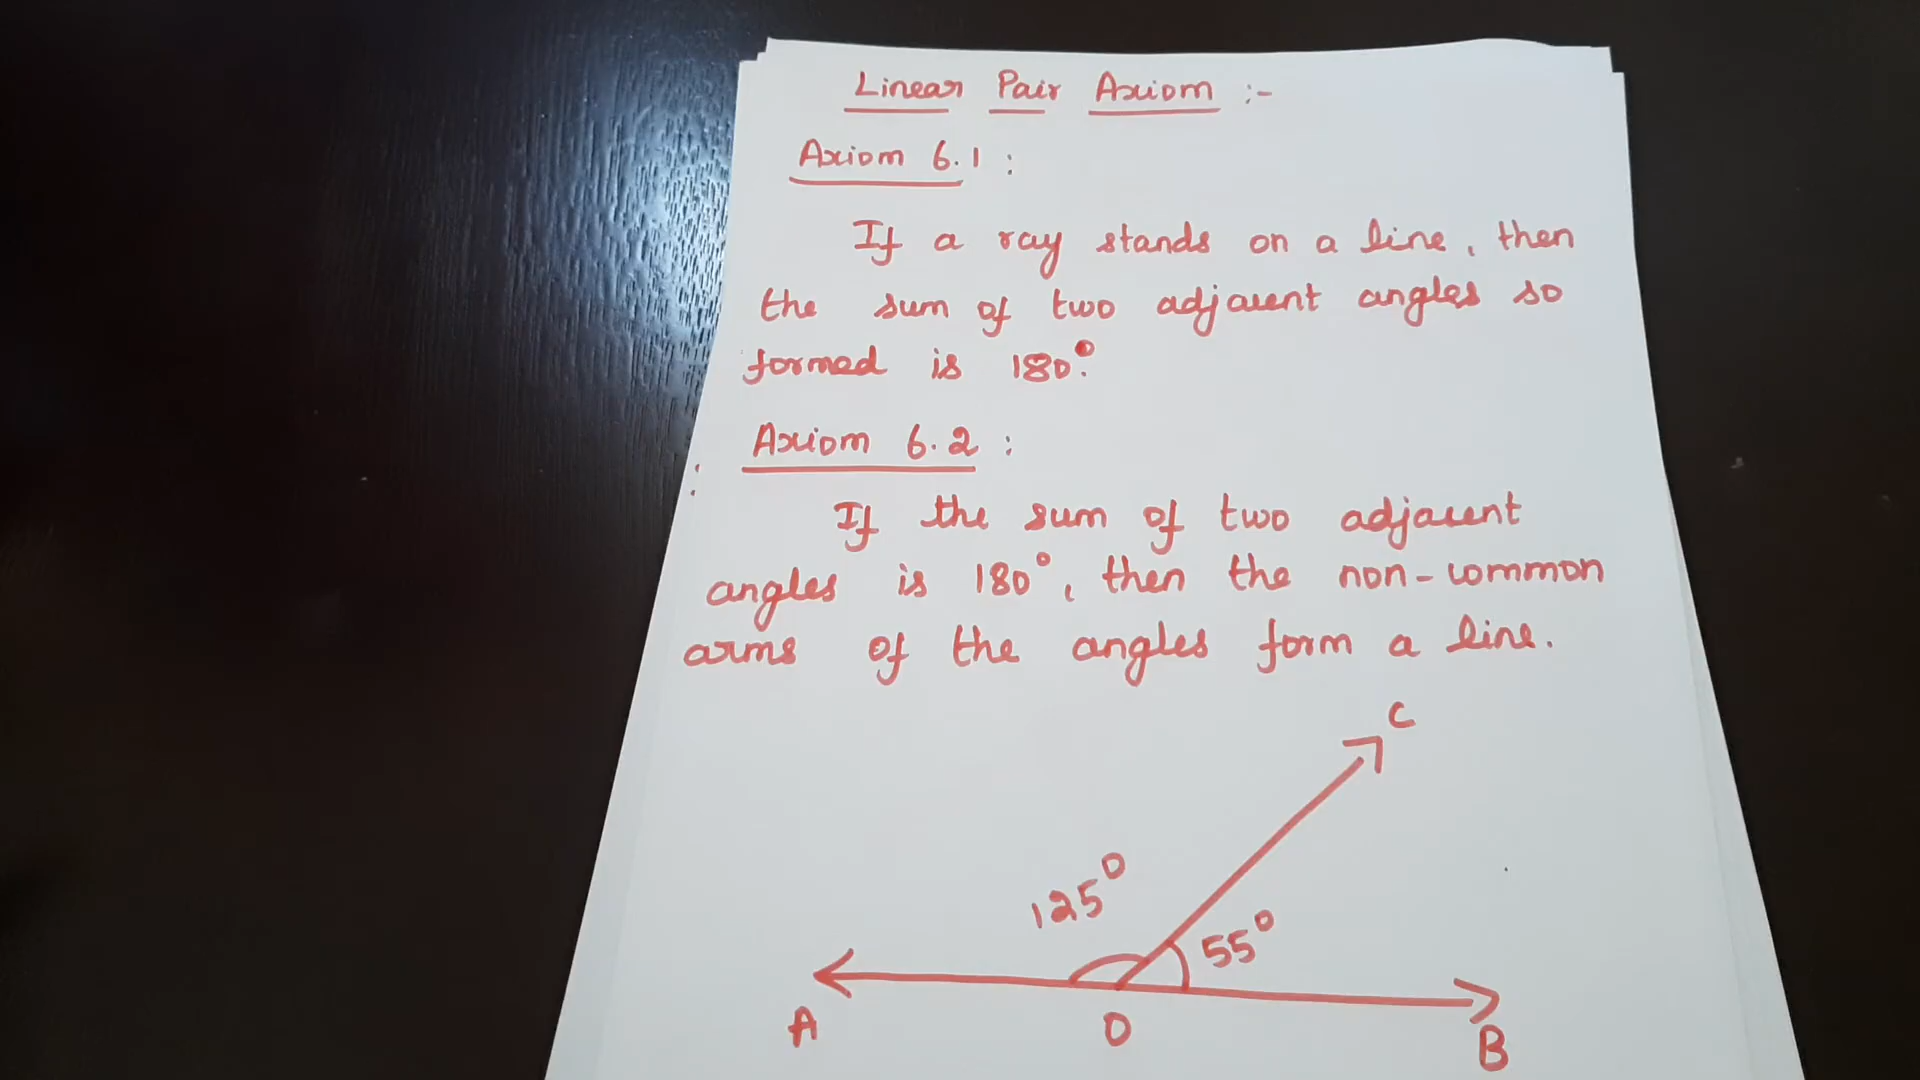 Linear Pair Axiom :-
Axiom 6.1 :
If a ray stands on a line, then
the sum of two adjacent angles so
formed is 180°.
Axiom 6.2 :
If the sum of two adjacent
angles is 180°, then the non-common
arms of the angles form a line.
C
125°
55°
A
O
B